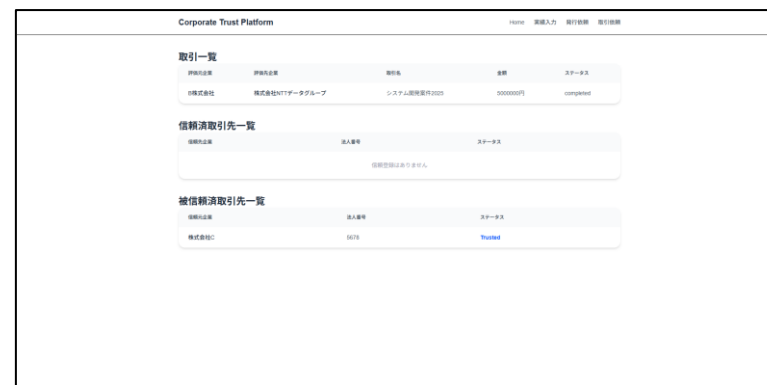 Corporate Trust Platform
Home 実績入力 発行依頼 取引依頼
取引一覧
評価元企業 評価先企業 取引名 金額 ステータス
B株式会社 株式会社NTTデータグループ システム開発案件2025 5000000円 completed
信頼済取引先一覧
信頼先企業 法人番号 ステータス
信頼登録はありません
被信頼済取引先一覧
信頼元企業 法人番号 ステータス
株式会社C 5678 Trusted